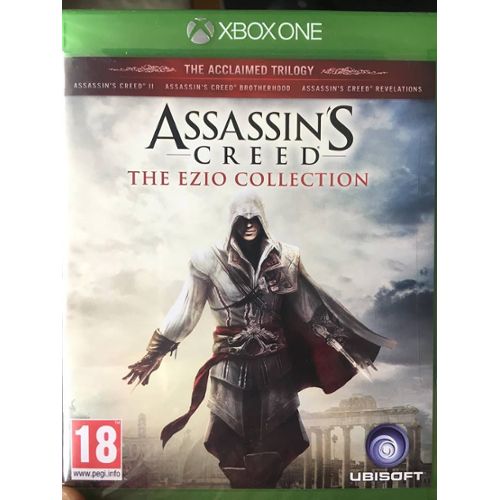 XBOX ONE
THE ACCLAIMED TRILOGY
ASSASSIN'S CREED® II ASSASSIN'S CREED® BROTHERHOOD ASSASSIN'S CREED® REVELATIONS
ASSASSIN'S
CREED
THE EZIO COLLECTION
18
www.pegi.info
UBISOFT